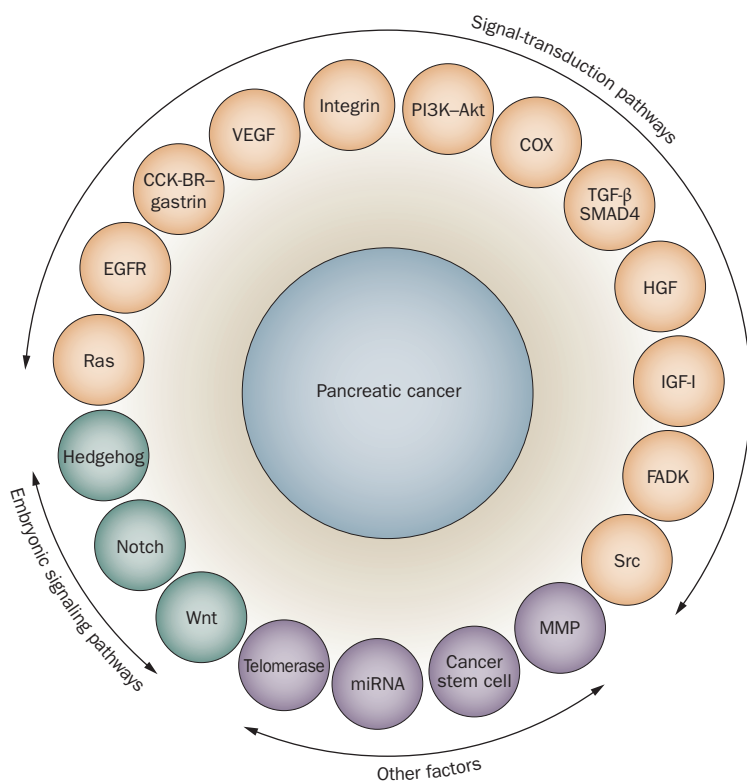 Signal-transduction pathways
Integrin
PI3K–Akt
VEGF
COX
CCK-BR–
gastrin
TGF-β
SMAD4
EGFR
HGF
Ras
IGF-I
Pancreatic cancer
Hedgehog
FADK
Notch
Src
Wnt
MMP
Telomerase
miRNA
Cancer
stem cell
Embryonic signaling pathways
Other factors